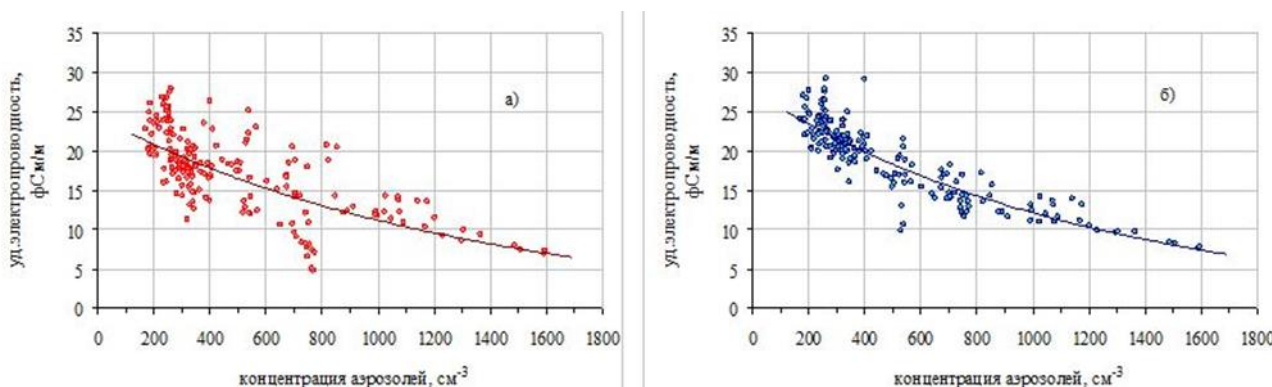 уд.электропроводность,
фСм/м
35
30
25
20
15
10
5
0
а)
0 200 400 600 800 1000 1200 1400 1600 1800
концентрация аэрозолей, см-3
уд.электропроводность,
фСм/м
35
30
25
20
15
10
5
0
б)
0 200 400 600 800 1000 1200 1400 1600 1800
концентрация аэрозолей, см-3